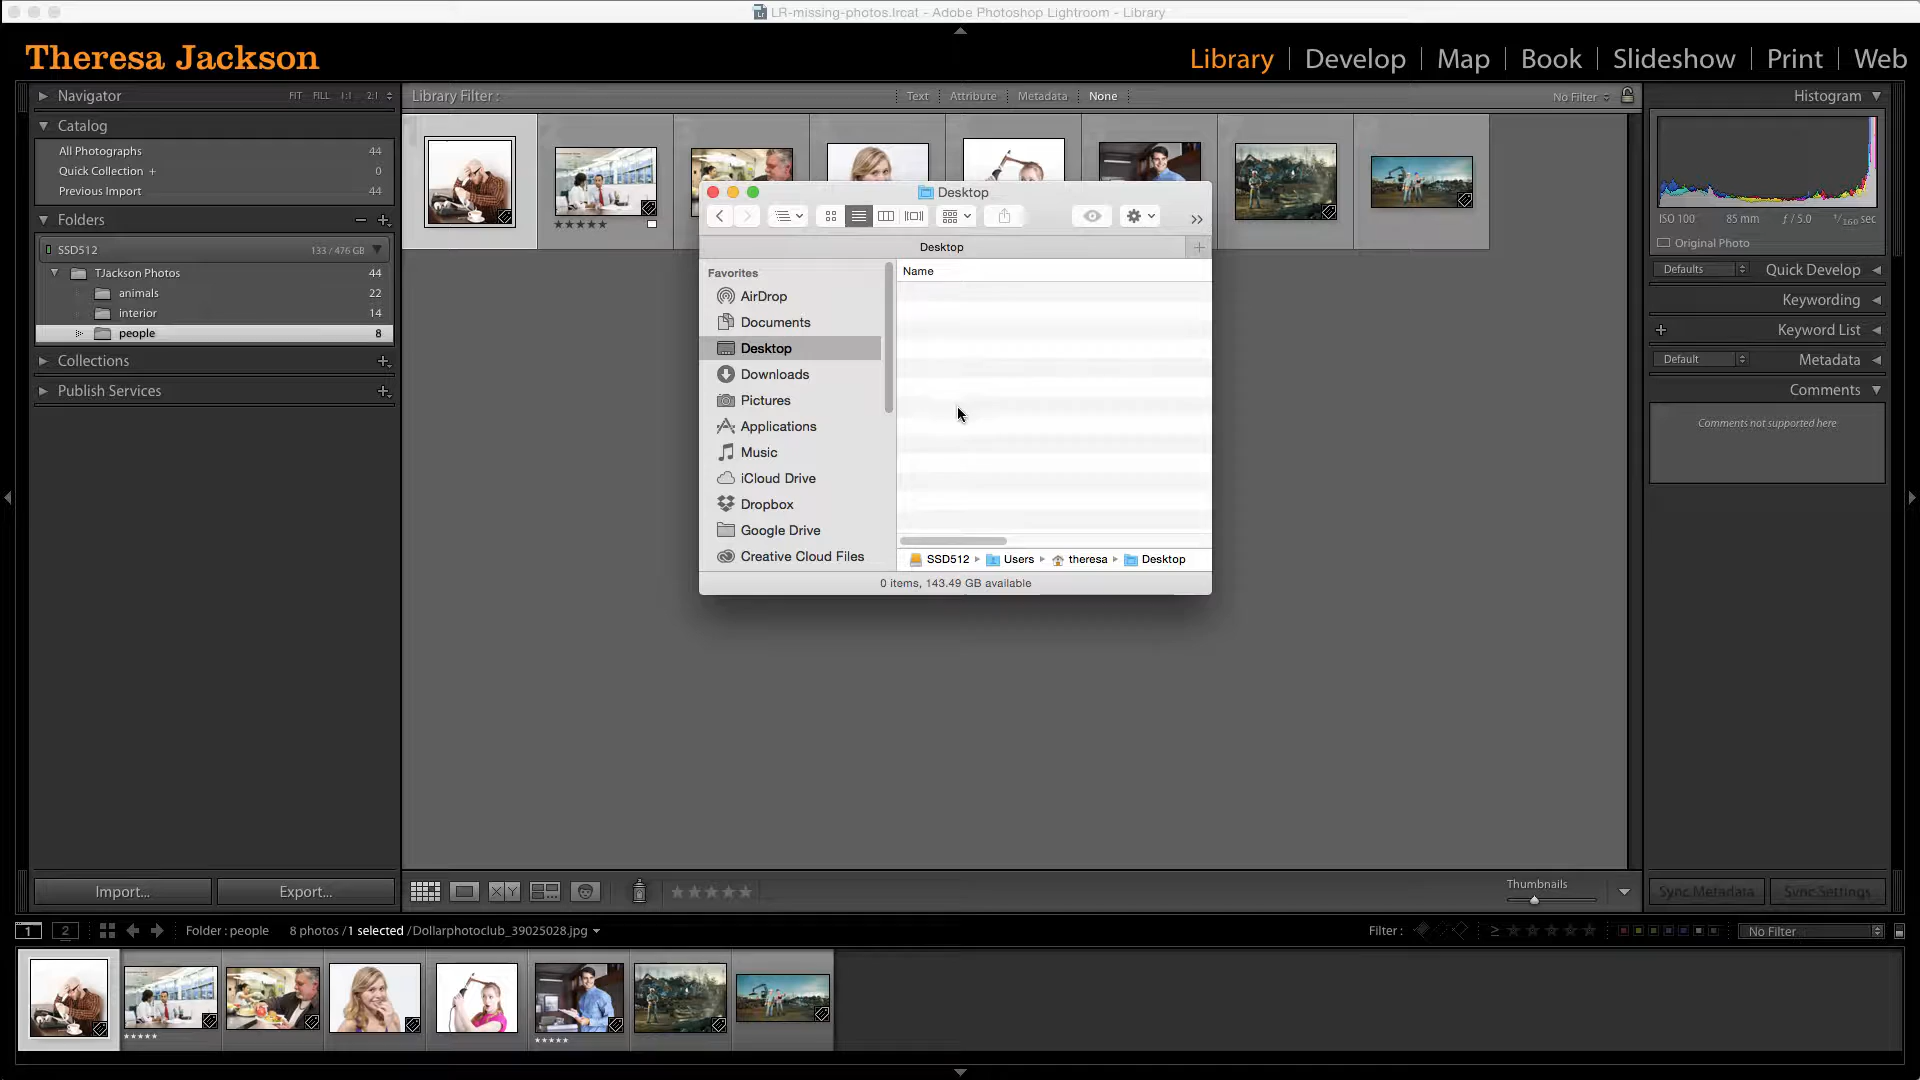 LR-missing-photos.lrcat - Adobe Photoshop Lightroom - Library
Theresa Jackson
Library | Develop | Map | Book | Slideshow | Print | Web
Navigator
FIT FILL 1:1 2:1
Catalog
All Photographs 44
Quick Collection + 0
Previous Import 44
Folders
SSD512 133 / 476 GB
TJackson Photos 44
animals 22
interior 14
people 8
Collections
Publish Services
Import...
Export...
Library Filter :
Text Attribute Metadata None
No Filter
Desktop
Desktop
Favorites
AirDrop
Documents
Desktop
Downloads
Pictures
Applications
Music
iCloud Drive
Dropbox
Google Drive
Creative Cloud Files
Name
SSD512 Users theresa Desktop
0 items, 143.49 GB available
Histogram
ISO 100 85 mm ƒ / 5.0 1/160 sec
Original Photo
Defaults Quick Develop
Keywording
Keyword List
Default Metadata
Comments
Comments not supported here
Thumbnails
Sync Metadata
Sync Settings
1 2
Folder : people
8 photos / 1 selected / Dollarphotoclub_39025028.jpg
Filter :
No Filter